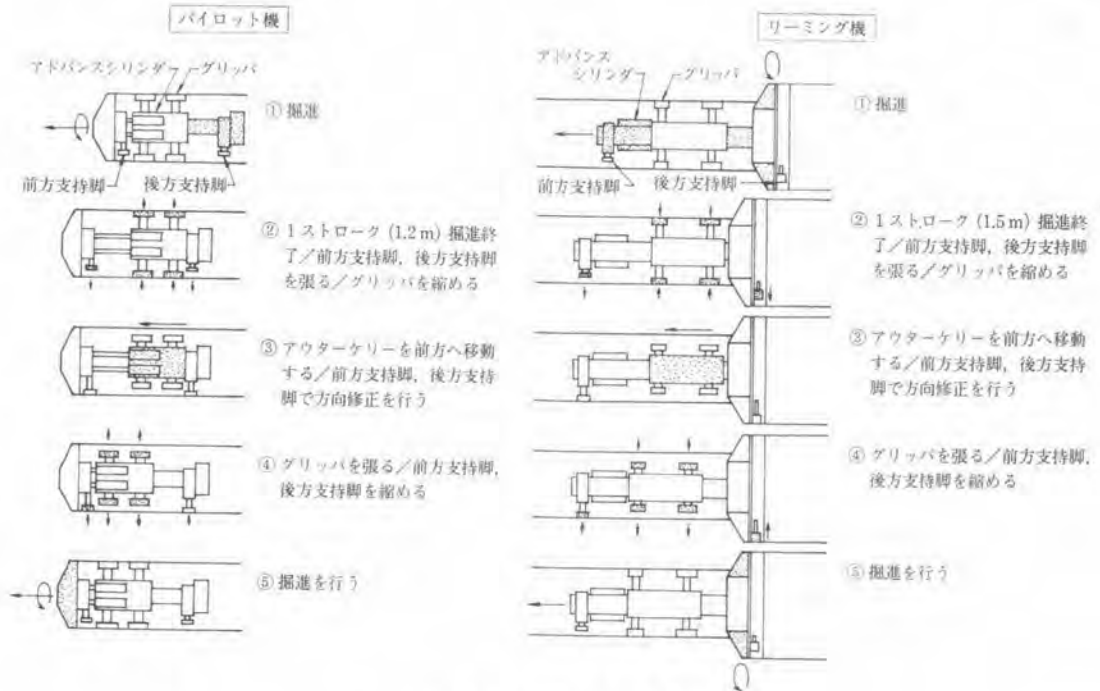 パイロット機
アドバンスシリンダー
グリッパ
① 掘進
前方支持脚
後方支持脚
② 1ストローク (1.2 m) 掘進終
了/前方支持脚, 後方支持脚
を張る/グリッパを縮める
③ アウターケリーを前方へ移動
する/前方支持脚, 後方支持
脚で方向修正を行う
④ グリッパを張る/前方支持脚,
後方支持脚を縮める
⑤ 掘進を行う
リーミング機
アドバンス
シリンダー
グリッパ
① 掘進
前方支持脚
後方支持脚
② 1ストローク (1.5 m) 掘進終
了/前方支持脚, 後方支持脚
を張る/グリッパを縮める
③ アウターケリーを前方へ移動
する/前方支持脚, 後方支持
脚で方向修正を行う
④ グリッパを張る/前方支持脚,
後方支持脚を縮める
⑤ 掘進を行う